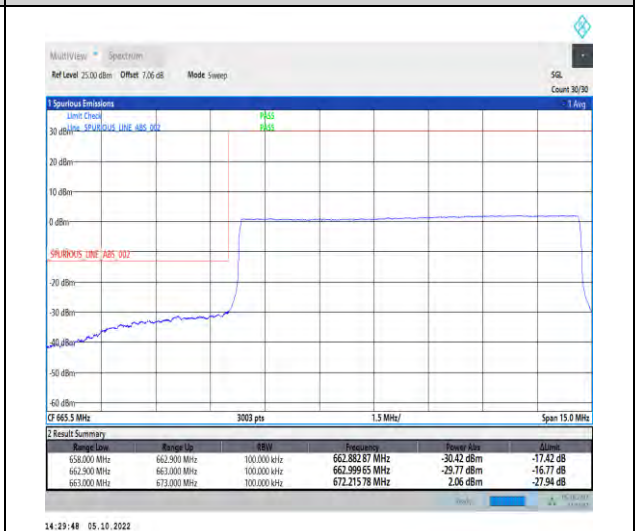 MultiView Spectrum
Ref Level 25.00 dBm Offset 7.06 dB Mode Sweep SGL
Count 30/30
1 Spurious Emissions 1 Avg
Limit Check PASS
30 dBm Line SPURIOUS_LINE_ABS_002 PASS
20 dBm
10 dBm
0 dBm
SPURIOUS_LINE_ABS_002
-20 dBm
-30 dBm
-40 dBm
-50 dBm
-60 dBm
CF 665.5 MHz 3003 pts 1.5 MHz/ Span 15.0 MHz
2 Result Summary
Range Low Range Up RBW Frequency Power Abs ΔLimit
658.000 MHz 662.900 MHz 100.000 kHz 662.88287 MHz -30.42 dBm -17.42 dB
662.900 MHz 663.000 MHz 100.000 kHz 662.99965 MHz -29.77 dBm -16.77 dB
663.000 MHz 673.000 MHz 100.000 kHz 672.21578 MHz 2.06 dBm -27.94 dB
14:29:48 05.10.2022